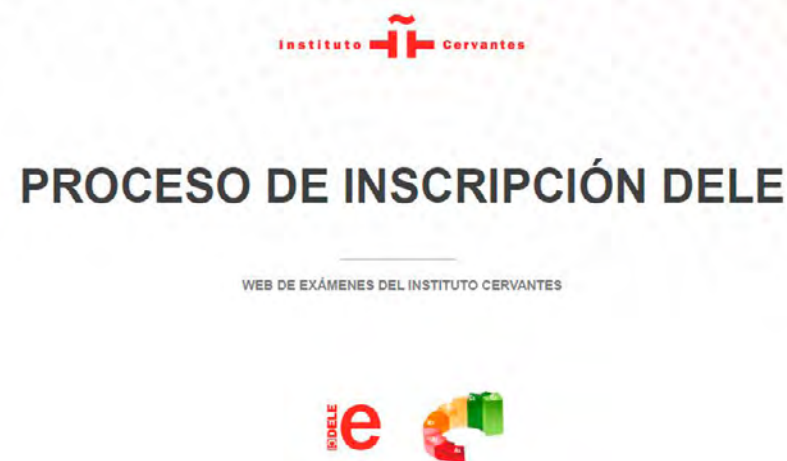 Instituto Cervantes
PROCESO DE INSCRIPCIÓN DELE
WEB DE EXÁMENES DEL INSTITUTO CERVANTES
DELE e